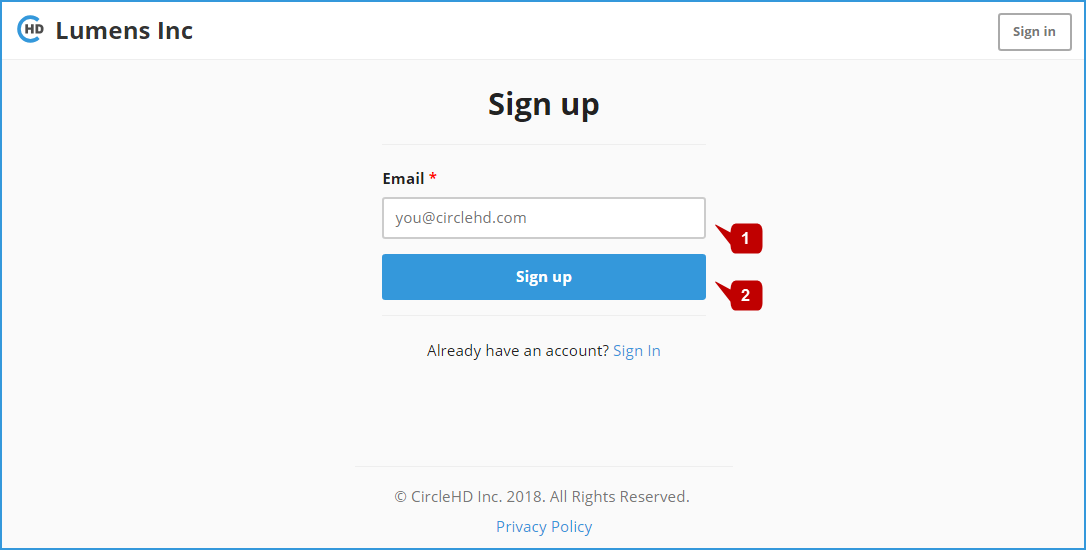 HD Lumens Inc
Sign in
Sign up
Email *
you@circlehd.com
1
Sign up
2
Already have an account? Sign In
© CircleHD Inc. 2018. All Rights Reserved.
Privacy Policy